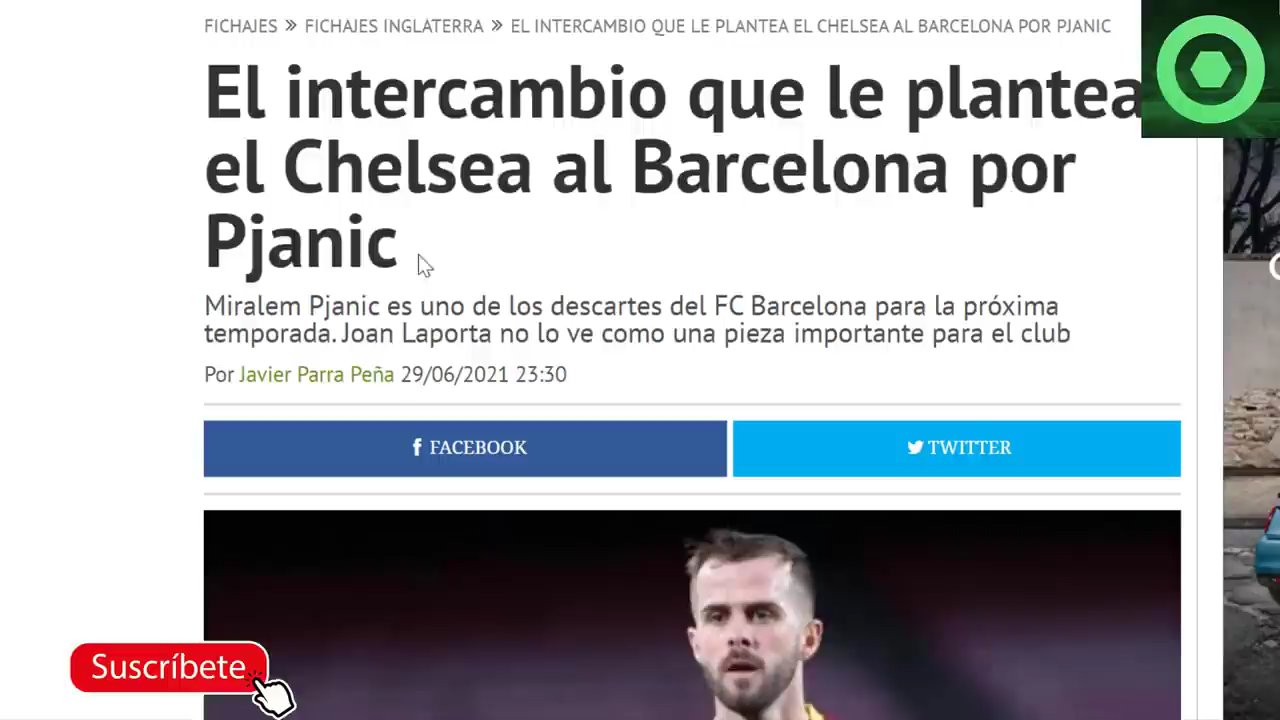 FICHAJES » FICHAJES INGLATERRA » EL INTERCAMBIO QUE LE PLANTEA EL CHELSEA AL BARCELONA POR PJANIC
El intercambio que le plantea
el Chelsea al Barcelona por
Pjanic
Miralem Pjanic es uno de los descartes del FC Barcelona para la próxima
temporada. Joan Laporta no lo ve como una pieza importante para el club
Por Javier Parra Peña 29/06/2021 23:30
FACEBOOK
TWITTER
Suscríbete